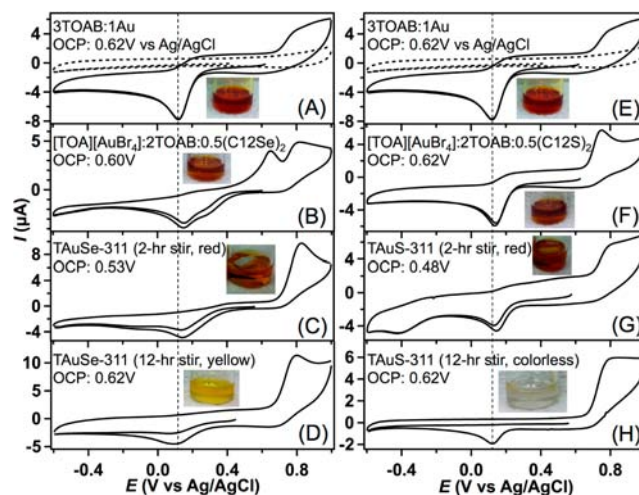 3TOAB:1Au
OCP: 0.62V vs Ag/AgCl
(A)
4
0
-4
-8
[TOA][AuBr4]:2TOAB:0.5(C12Se)2
OCP: 0.60V
(B)
5
0
-5
TAuSe-311 (2-hr stir, red)
OCP: 0.53V
(C)
8
4
0
-4
TAuSe-311 (12-hr stir, yellow)
OCP: 0.62V
(D)
10
5
0
-5
-0.4 0.0 0.4 0.8
E (V vs Ag/AgCl)
I (µA)
3TOAB:1Au
OCP: 0.62V vs Ag/AgCl
(E)
4
0
-4
-8
[TOA][AuBr4]:2TOAB:0.5(C12S)2
OCP: 0.62V
(F)
4
0
-4
TAuS-311 (2-hr stir, red)
OCP: 0.48V
(G)
4
0
-4
TAuS-311 (12-hr stir, colorless)
OCP: 0.62V
(H)
6
4
2
0
-2
-0.4 0.0 0.4 0.8
E (V vs Ag/AgCl)